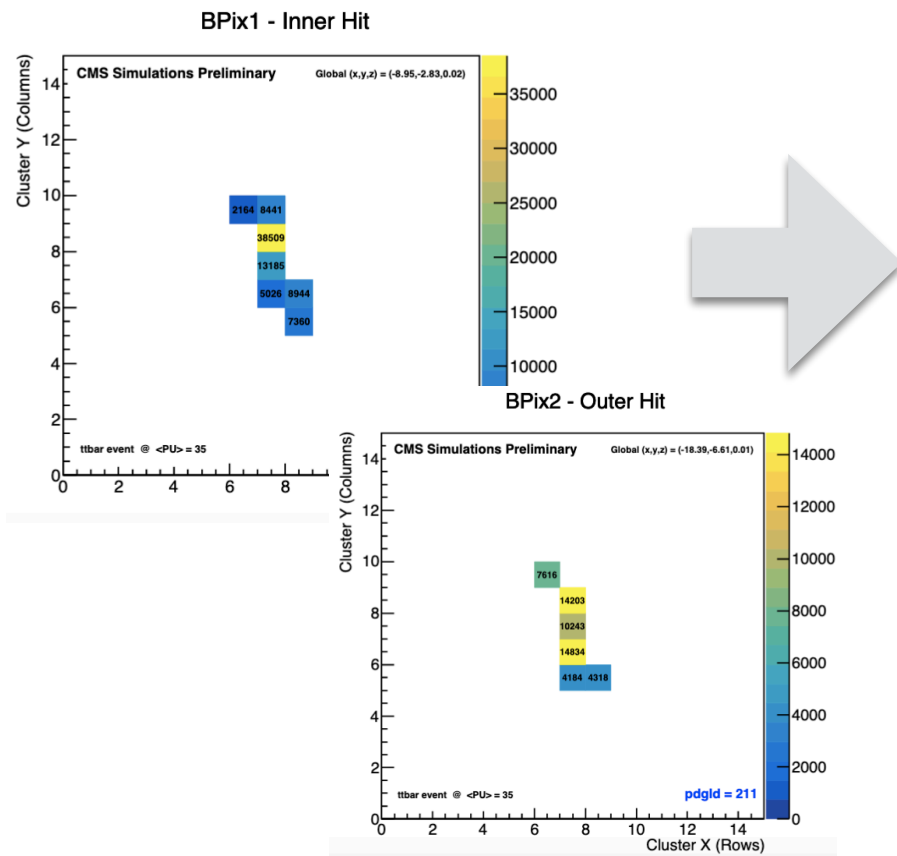 BPix1 - Inner Hit
CMS Simulations Preliminary
Global (x,y,z) = (-8.95,-2.83,0.02)
Cluster Y (Columns)
14
12
10
8
6
4
2
0
2164 8441
38509
13185
5026 8944
7360
ttbar event @ <PU> = 35
0 2 4 6 8
35000
30000
25000
20000
15000
10000
BPix2 - Outer Hit
CMS Simulations Preliminary
Global (x,y,z) = (-18.39,-6.61,0.01)
Cluster Y (Columns)
14
12
10
8
6
4
2
0
7616
14203
10243
14834
4184 4318
ttbar event @ <PU> = 35
pdgId = 211
0 2 4 6 8 10 12 14
Cluster X (Rows)
14000
12000
10000
8000
6000
4000
2000
0